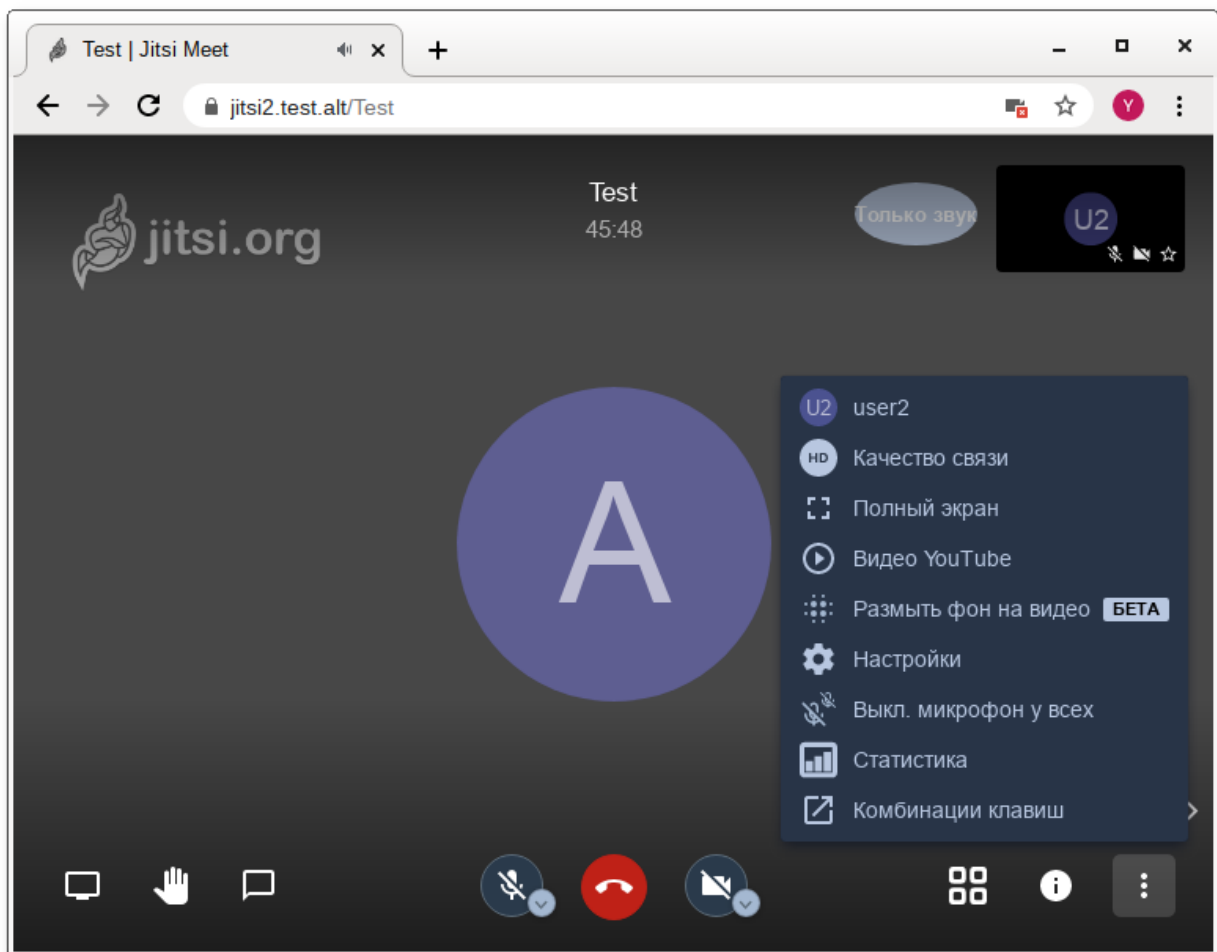 Test | Jitsi Meet
jitsi2.test.alt/Test
Y
jitsi.org
Test
45:48
Только звук
U2
A
U2 user2
HD Качество связи
Полный экран
Видео YouTube
Размыть фон на видео БЕТА
Настройки
Выкл. микрофон у всех
Статистика
Комбинации клавиш